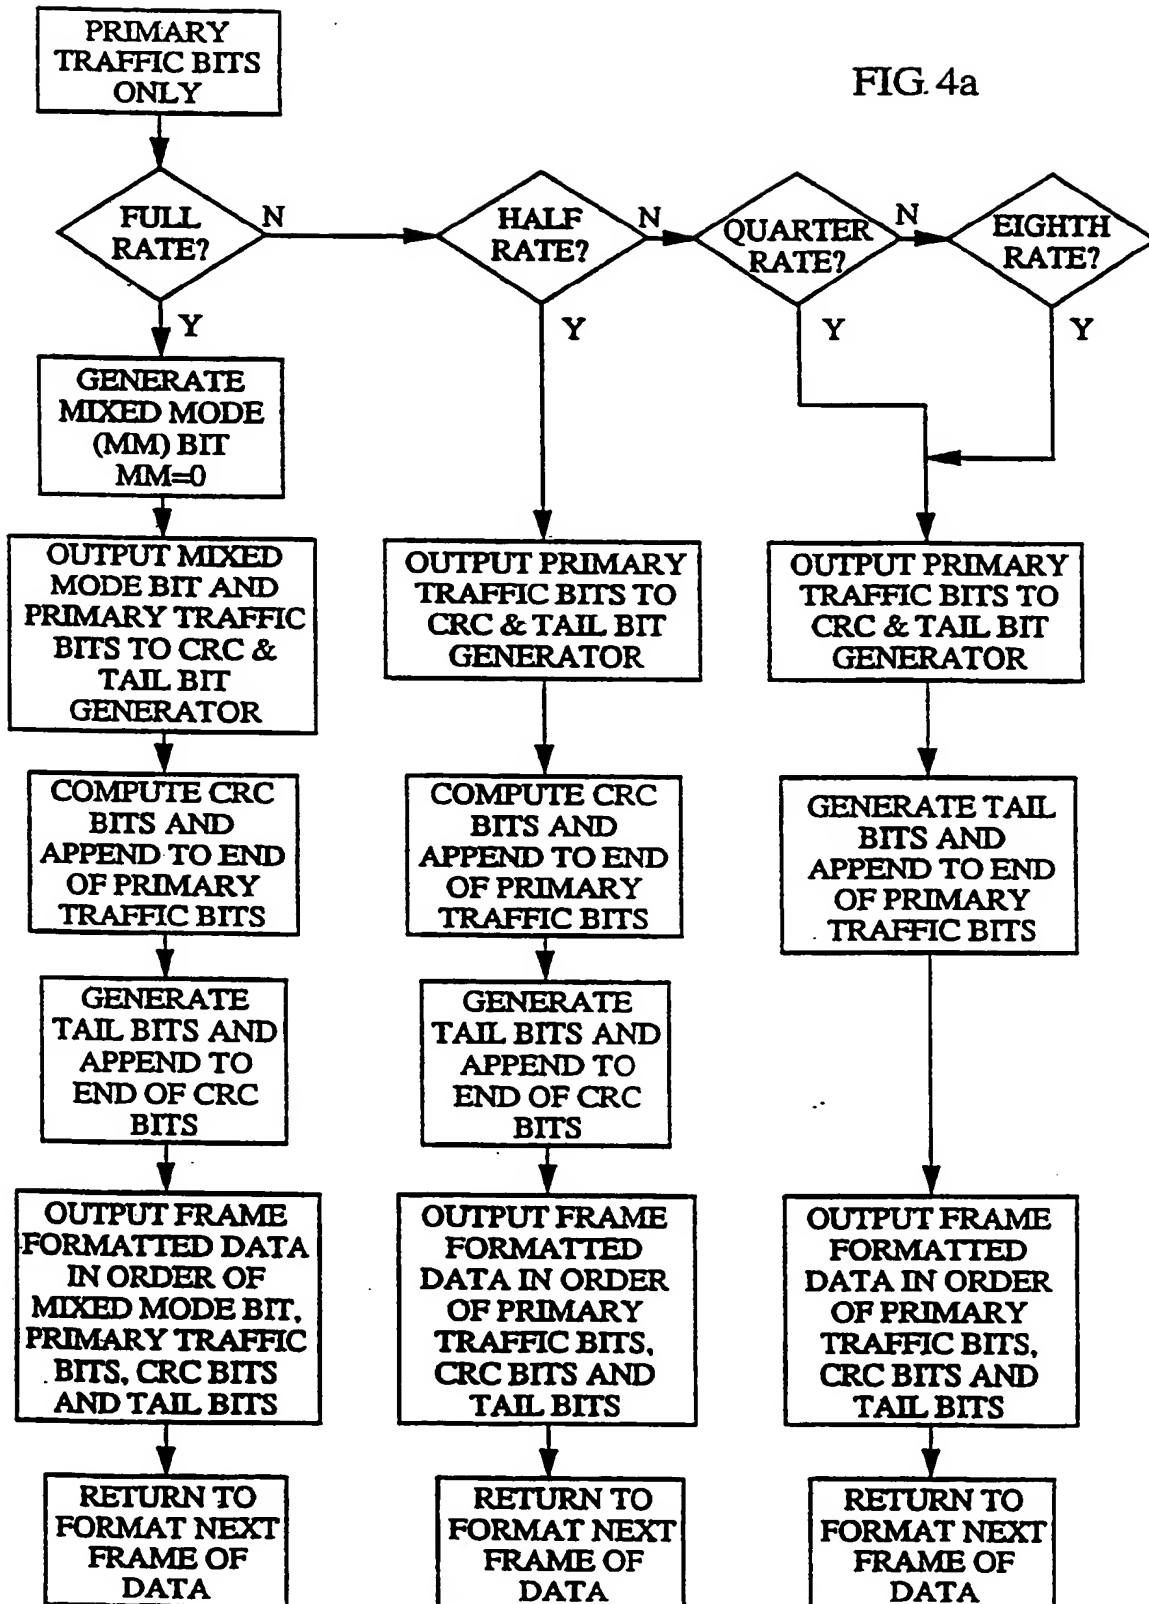 PRIMARY
TRAFFIC BITS
ONLY
FIG. 4a
FULL
RATE?
N
HALF
RATE?
N
QUARTER
RATE?
N
EIGHTH
RATE?
Y
Y
Y
Y
GENERATE
MIXED MODE
(MM) BIT
MM=0
OUTPUT MIXED
MODE BIT AND
PRIMARY TRAFFIC
BITS TO CRC &
TAIL BIT
GENERATOR
COMPUTE CRC
BITS AND
APPEND TO END
OF PRIMARY
TRAFFIC BITS
GENERATE
TAIL BITS AND
APPEND TO
END OF CRC
BITS
OUTPUT FRAME
FORMATTED DATA
IN ORDER OF
MIXED MODE BIT,
PRIMARY TRAFFIC
BITS, CRC BITS
AND TAIL BITS
RETURN TO
FORMAT NEXT
FRAME OF
DATA
OUTPUT PRIMARY
TRAFFIC BITS TO
CRC & TAIL BIT
GENERATOR
COMPUTE CRC
BITS AND
APPEND TO END
OF PRIMARY
TRAFFIC BITS
GENERATE
TAIL BITS AND
APPEND TO
END OF CRC
BITS
OUTPUT FRAME
FORMATTED
DATA IN ORDER
OF PRIMARY
TRAFFIC BITS,
CRC BITS AND
TAIL BITS
RETURN TO
FORMAT NEXT
FRAME OF
DATA
OUTPUT PRIMARY
TRAFFIC BITS TO
CRC & TAIL BIT
GENERATOR
GENERATE TAIL
BITS AND
APPEND TO END
OF PRIMARY
TRAFFIC BITS
OUTPUT FRAME
FORMATTED
DATA IN ORDER
OF PRIMARY
TRAFFIC BITS,
CRC BITS AND
TAIL BITS
RETURN TO
FORMAT NEXT
FRAME OF
DATA